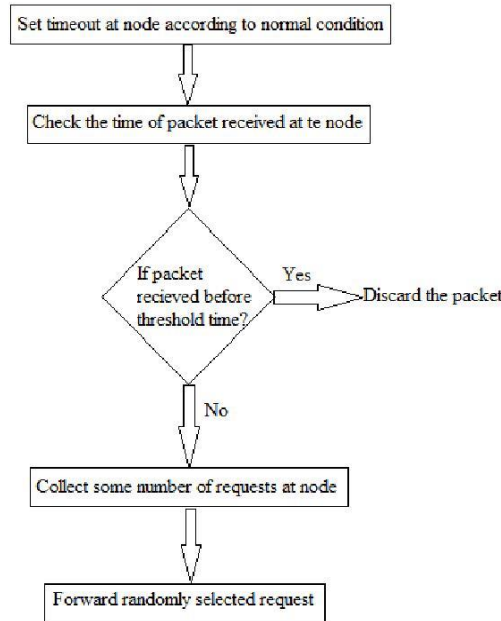 Set timeout at node according to normal condition
Check the time of packet received at te node
If packet
recieved before
threshold time?
Yes
Discard the packet
No
Collect some number of requests at node
Forward randomly selected request